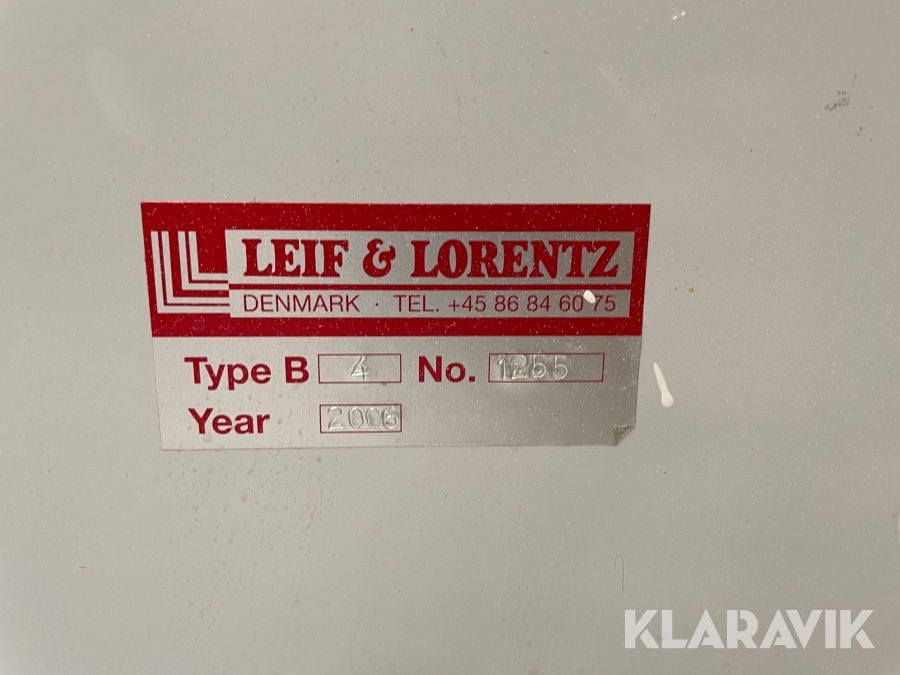 LEIF & LORENTZ
DENMARK · TEL. +45 86 84 60 75
Type B 4 No. 1255
Year 2006
KLARAVIK